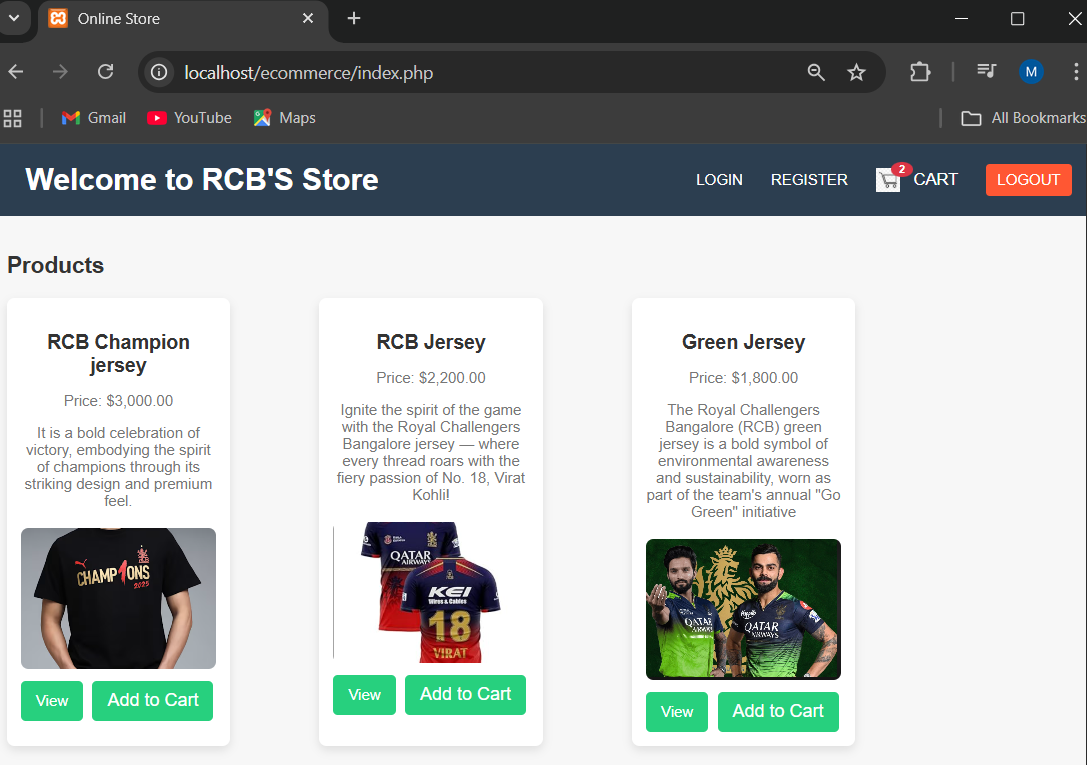 Online Store
localhost/ecommerce/index.php
M
Gmail
YouTube
Maps
All Bookmarks
Welcome to RCB'S Store
LOGIN
REGISTER
2
CART
LOGOUT
Products
RCB Champion
jersey
Price: $3,000.00
It is a bold celebration of
victory, embodying the spirit
of champions through its
striking design and premium
feel.
CHAMP1ONS
2025
View
Add to Cart
RCB Jersey
Price: $2,200.00
Ignite the spirit of the game
with the Royal Challengers
Bangalore jersey — where
every thread roars with the
fiery passion of No. 18, Virat
Kohli!
QATAR
AIRWAYS
KEI
Wires & Cables
18
VIRAT
View
Add to Cart
Green Jersey
Price: $1,800.00
The Royal Challengers
Bangalore (RCB) green
jersey is a bold symbol of
environmental awareness
and sustainability, worn as
part of the team's annual "Go
Green" initiative
QATAR
AIRWAYS
QATAR
AIRWAYS
View
Add to Cart